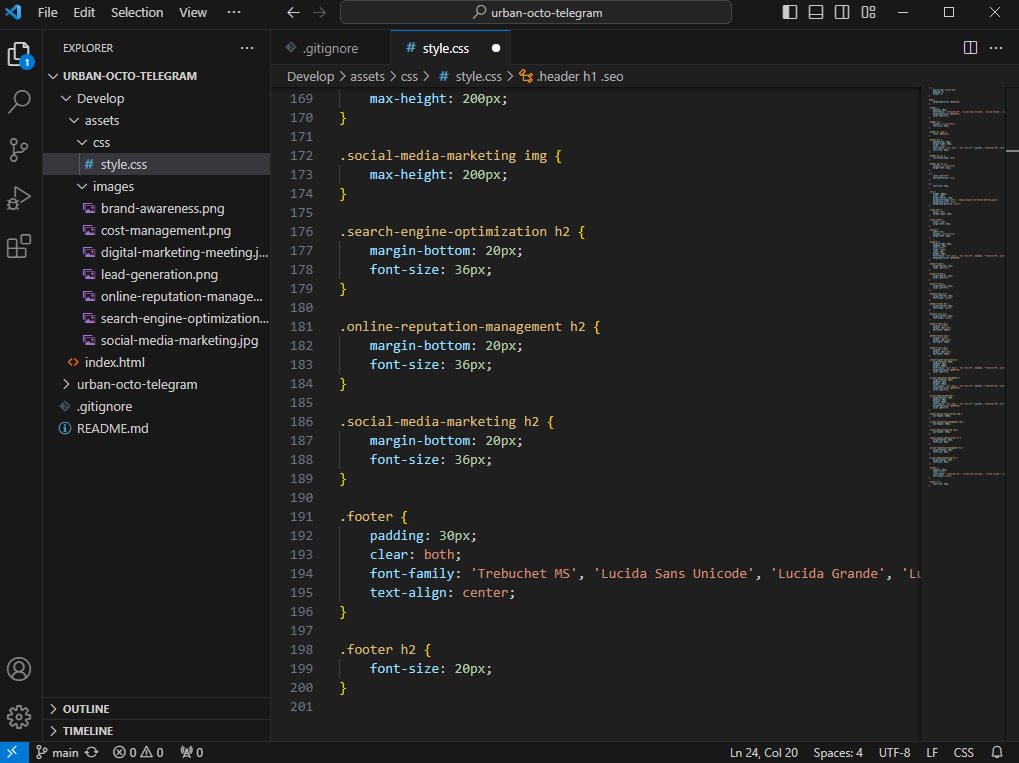 File Edit Selection View ··· urban-octo-telegram
EXPLORER ···
URBAN-OCTO-TELEGRAM
Develop
assets
css
# style.css
images
brand-awareness.png
cost-management.png
digital-marketing-meeting.j...
lead-generation.png
online-reputation-manage...
search-engine-optimization...
social-media-marketing.jpg
<> index.html
urban-octo-telegram
.gitignore
README.md
OUTLINE
TIMELINE
1
.gitignore # style.css
Develop > assets > css > # style.css > .header h1 .seo
169 max-height: 200px;
170 }
171
172 .social-media-marketing img {
173 max-height: 200px;
174 }
175
176 .search-engine-optimization h2 {
177 margin-bottom: 20px;
178 font-size: 36px;
179 }
180
181 .online-reputation-management h2 {
182 margin-bottom: 20px;
183 font-size: 36px;
184 }
185
186 .social-media-marketing h2 {
187 margin-bottom: 20px;
188 font-size: 36px;
189 }
190
191 .footer {
192 padding: 30px;
193 clear: both;
194 font-family: 'Trebuchet MS', 'Lucida Sans Unicode', 'Lucida Grande', 'Lu
195 text-align: center;
196 }
197
198 .footer h2 {
199 font-size: 20px;
200 }
201
main 0 0 0 Ln 24, Col 20 Spaces: 4 UTF-8 LF CSS